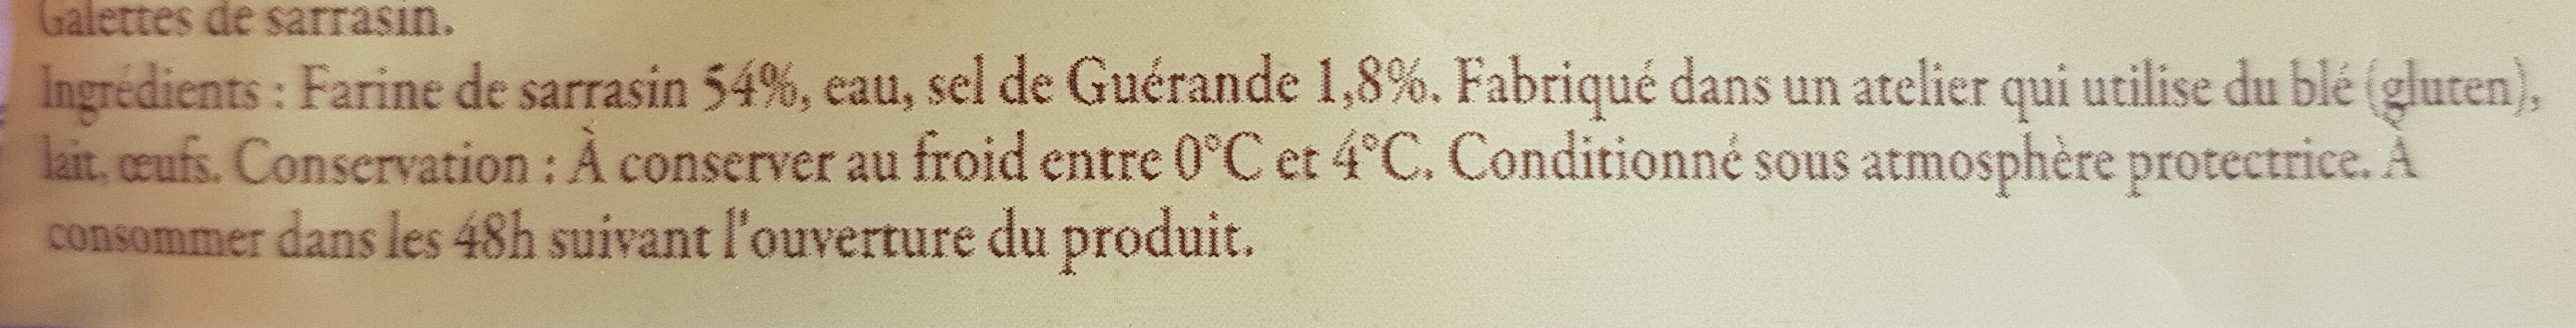 Galettes de sarrasin.
Ingrédients : Farine de sarrasin 54%, eau, sel de Guérande 1,8%. Fabriqué dans un atelier qui utilise du blé (gluten),
lait, œufs. Conservation : À conserver au froid entre 0°C et 4°C. Conditionné sous atmosphère protectrice. À
consommer dans les 48h suivant l'ouverture du produit.